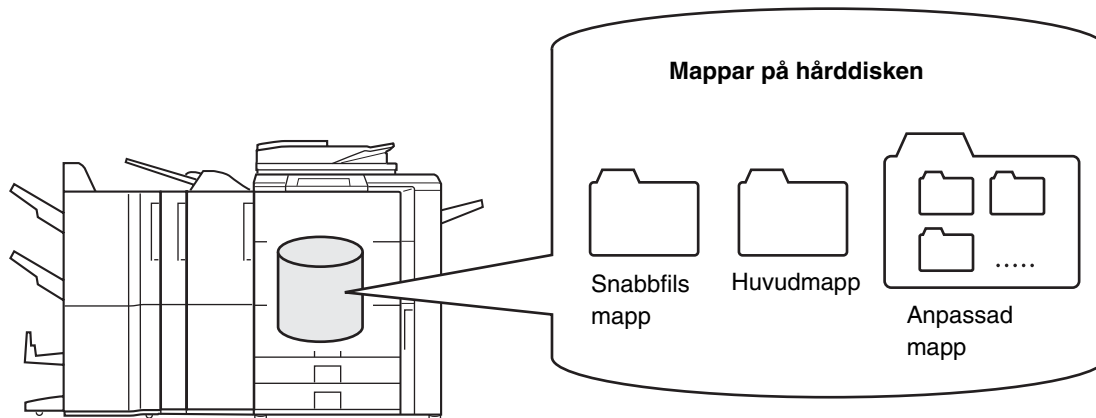 Mappar på hårddisken
Snabbfils
mapp
Huvudmapp
.....
Anpassad
mapp